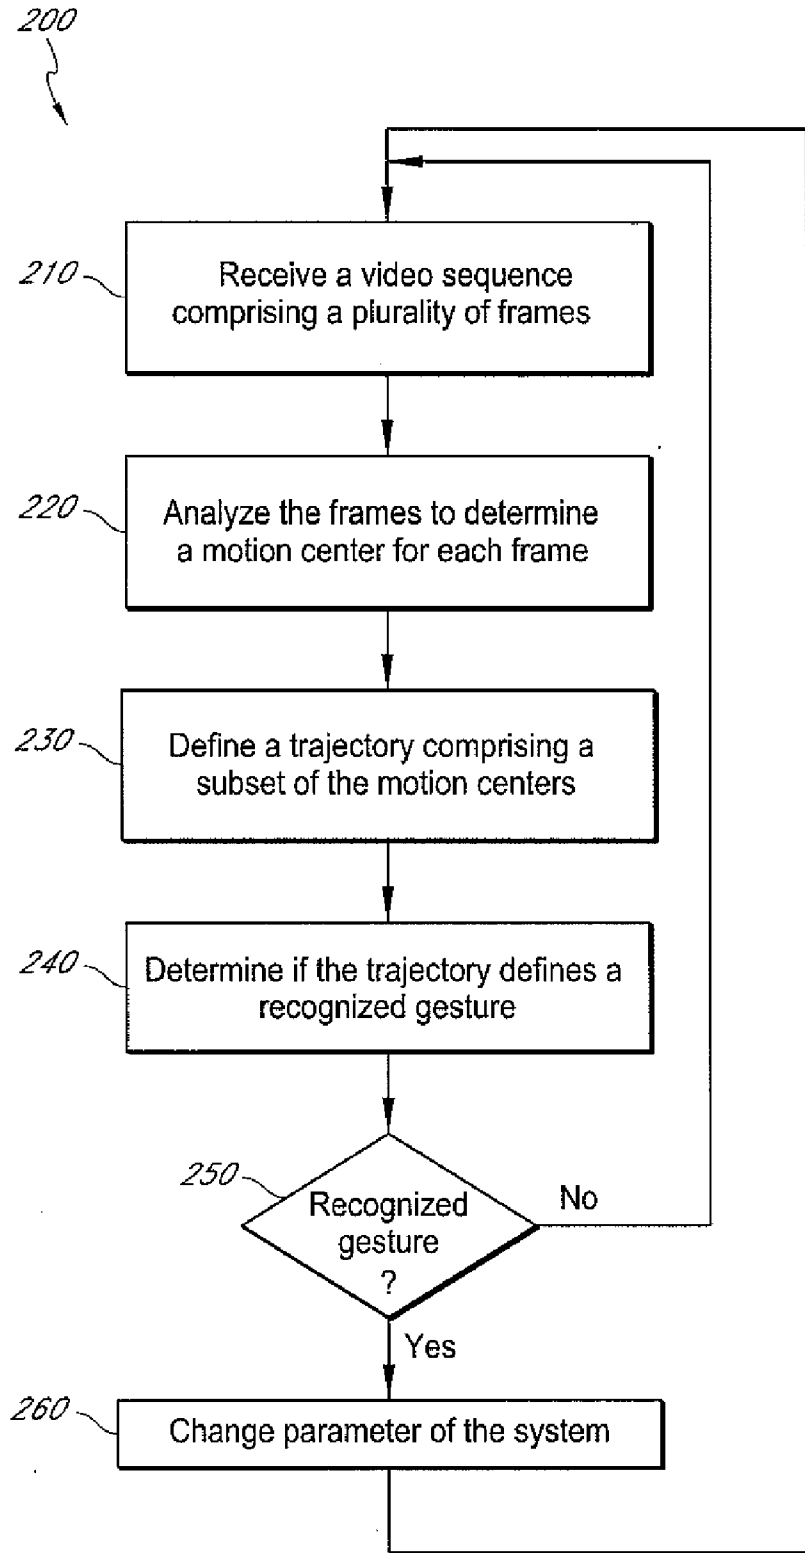 200
210
Receive a video sequence
comprising a plurality of frames
220
Analyze the frames to determine
a motion center for each frame
230
Define a trajectory comprising a
subset of the motion centers
240
Determine if the trajectory defines a
recognized gesture
250
Recognized
gesture
?
No
Yes
260
Change parameter of the system